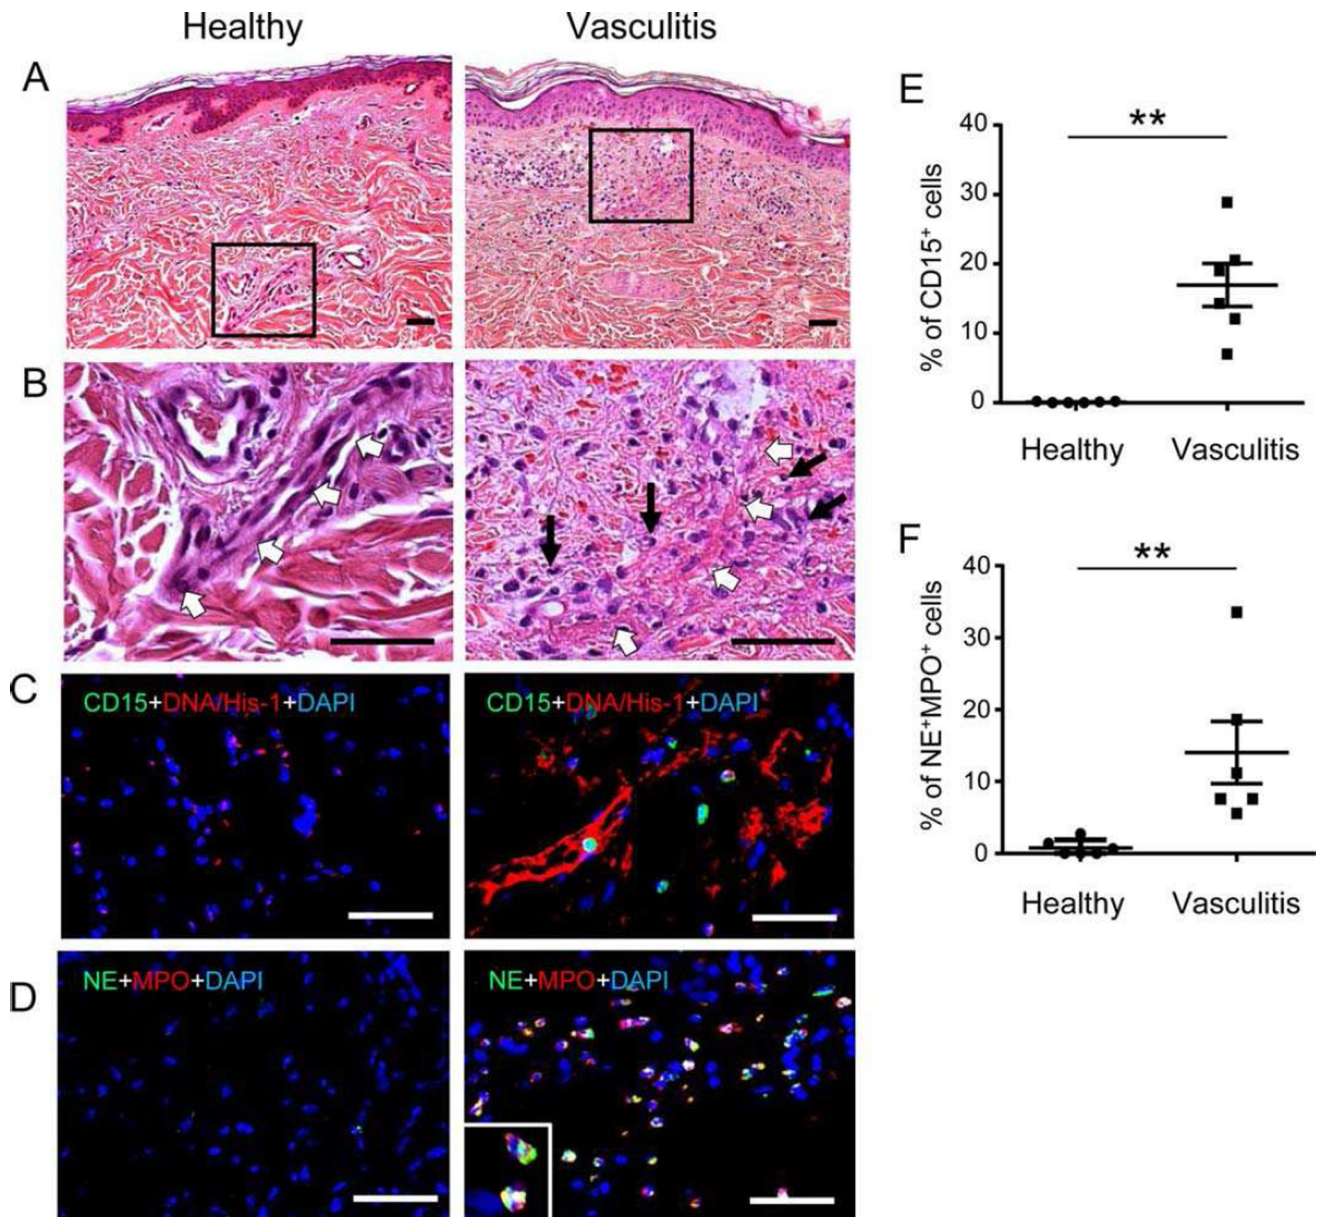 Healthy
Vasculitis
A
B
C
CD15+DNA/His-1+DAPI
CD15+DNA/His-1+DAPI
D
NE+MPO+DAPI
NE+MPO+DAPI
E
**
% of CD15⁺ cells
40
30
20
10
0
Healthy
Vasculitis
F
**
% of NE⁺MPO⁺ cells
40
30
20
10
0
Healthy
Vasculitis